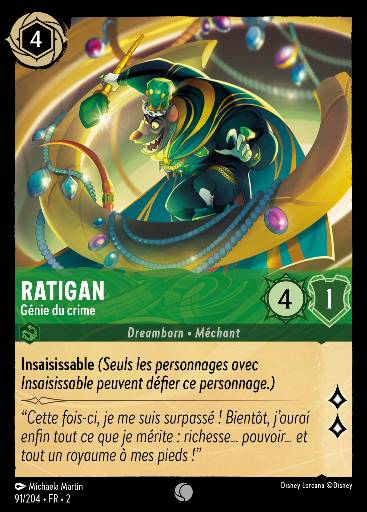 4
RATIGAN
Génie du crime
4 1
Dreamborn • Méchant
Insaisissable (Seuls les personnages avec
Insaisissable peuvent défier ce personnage.)
“Cette fois-ci, je me suis surpassé ! Bientôt, j’aurai
enfin tout ce que je mérite : richesse... pouvoir... et
tout un royaume à mes pieds !”
Michaela Martin
Disney Lorcana ©Disney
91/204 • FR • 2